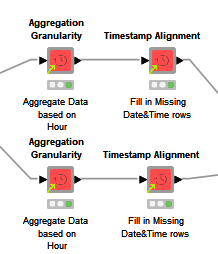 Aggregation
Granularity
Timestamp Alignment
Aggregate Data
based on
Hour
Fill in Missing
Date&Time rows
Aggregation
Granularity
Timestamp Alignment
Aggregate Data
based on
Hour
Fill in Missing
Date&Time rows